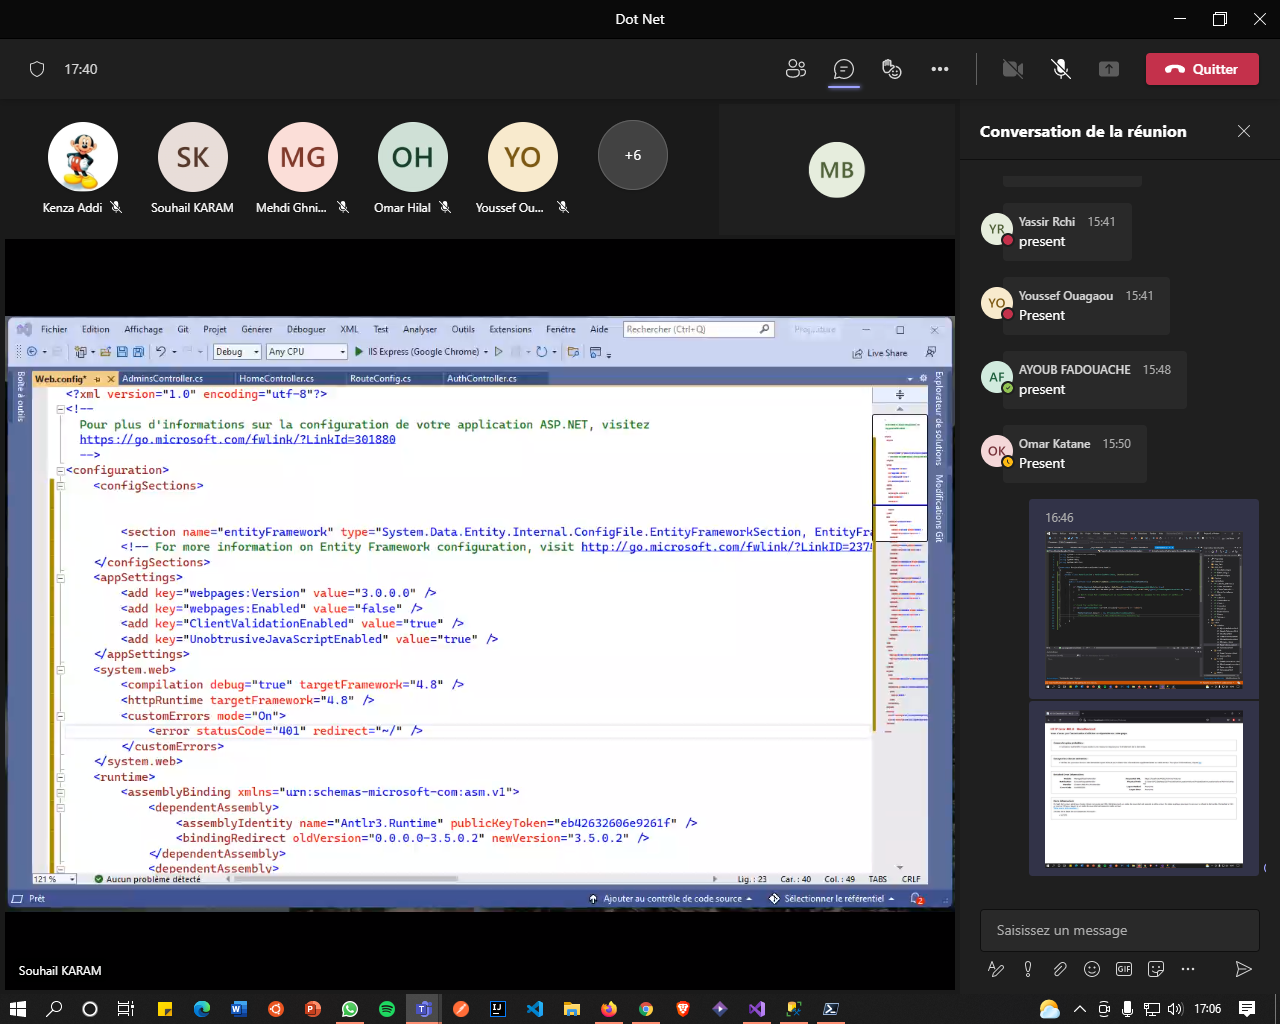 Dot Net
17:40
Quitter
Kenza Addi
SK
Souhail KARAM
MG
Mehdi Ghni...
OH
Omar Hilal
YO
Youssef Ou...
+6
MB
Conversation de la réunion
YR
Yassir Rchi 15:41
present
YO
Youssef Ouagaou 15:41
Present
AF
AYOUB FADOUACHE 15:48
present
OK
Omar Katane 15:50
Present
16:46
Saisissez un message
GIF
Fichier Edition Affichage Git Projet Générer Déboguer XML Test Analyser Outils Extensions Fenêtre Aide Rechercher (Ctrl+Q)
Debug Any CPU IIS Express (Google Chrome) Live Share
Boîte à outils
Web.config* AdminsController.cs HomeController.cs RouteConfig.cs AuthController.cs
Explorateur de solutions
Modifications Git
<?xml version="1.0" encoding="utf-8"?>
<!--
Pour plus d'informations sur la configuration de votre application ASP.NET, visitez
https://go.microsoft.com/fwlink/?LinkId=301880
-->
<configuration>
<configSections>
<section name="entityFramework" type="System.Data.Entity.Internal.ConfigFile.EntityFrameworkSection, EntityFra
<!-- For more information on Entity Framework configuration, visit http://go.microsoft.com/fwlink/?LinkID=237
</configSections>
<appSettings>
<add key="webpages:Version" value="3.0.0.0" />
<add key="webpages:Enabled" value="false" />
<add key="ClientValidationEnabled" value="true" />
<add key="UnobtrusiveJavaScriptEnabled" value="true" />
</appSettings>
<system.web>
<compilation debug="true" targetFramework="4.8" />
<httpRuntime targetFramework="4.8" />
<customErrors mode="On">
<error statusCode="401" redirect="~/" />
</customErrors>
</system.web>
<runtime>
<assemblyBinding xmlns="urn:schemas-microsoft-com:asm.v1">
<dependentAssembly>
<assemblyIdentity name="Antlr3.Runtime" publicKeyToken="eb42632606e9261f" />
<bindingRedirect oldVersion="0.0.0.0-3.5.0.2" newVersion="3.5.0.2" />
</dependentAssembly>
<dependentAssembly>
121 % Aucun problème détecté Lig. : 23 Car. : 40 Col. : 49 TABS CRLF
Prêt Ajouter au contrôle de code source Sélectionner le référentiel 2
Souhail KARAM
17:06